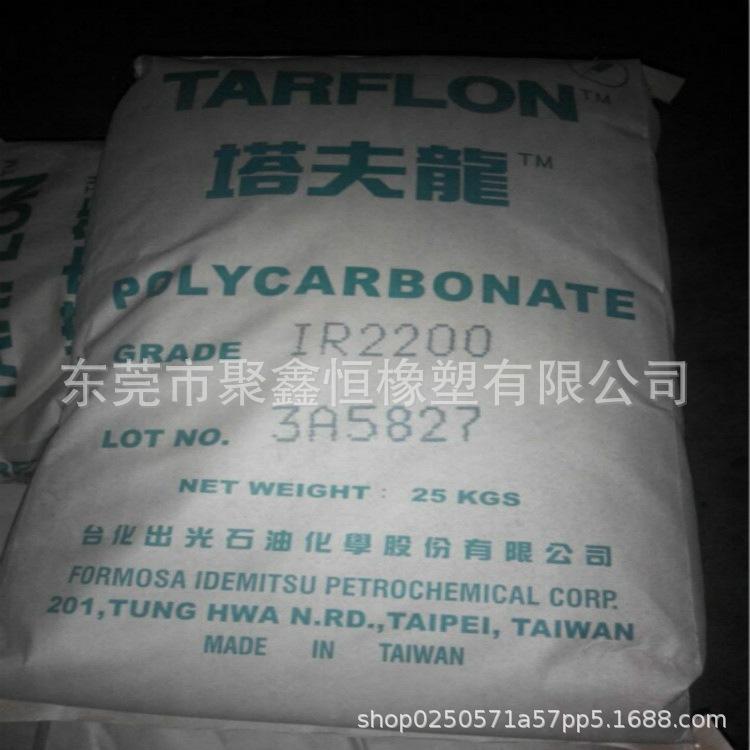 TARFLON™
塔夫龍™
POLYCARBONATE
GRADE IR2200
东莞市聚鑫恒橡塑有限公司
LOT NO. 3A5827
NET WEIGHT: 25 KGS
台化出光石油化學股份有限公司
FORMOSA IDEMITSU PETROCHEMICAL CORP.
201,TUNG HWA N.RD.,TAIPEI, TAIWAN
MADE IN TAIWAN
shop0250571a57pp5.1688.com